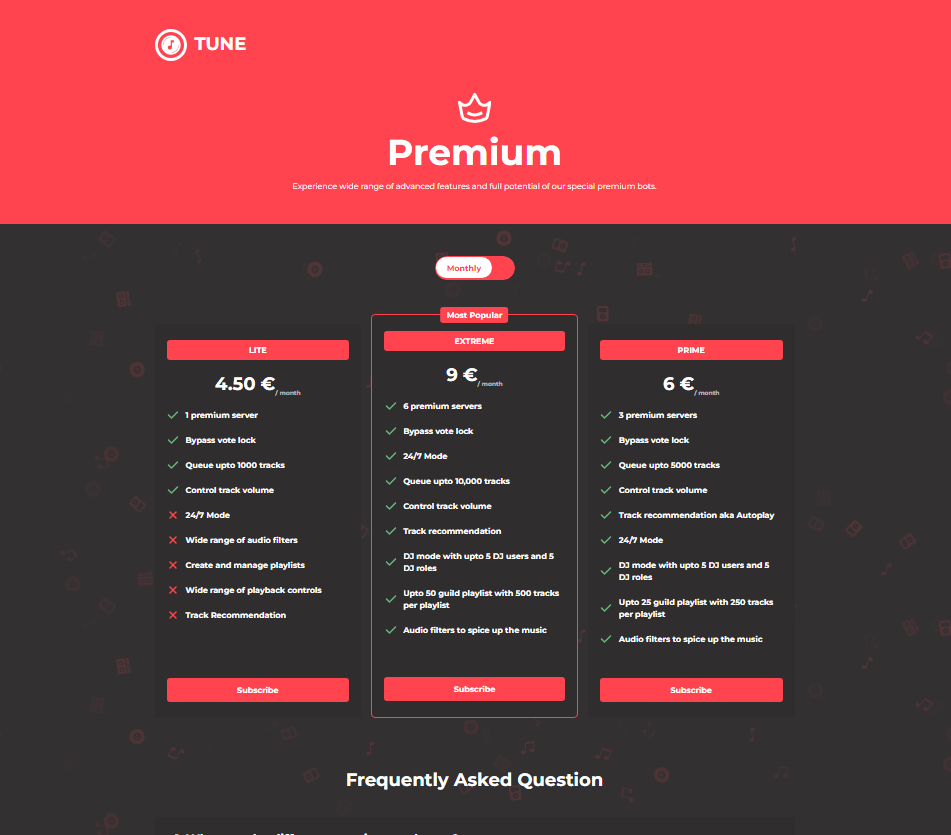 TUNE
Premium
Experience wide range of advanced features and full potential of our special premium bots.
Monthly
LITE
4.50 €/ month
1 premium server
Bypass vote lock
Queue upto 1000 tracks
Control track volume
24/7 Mode
Wide range of audio filters
Create and manage playlists
Wide range of playback controls
Track Recommendation
Subscribe
Most Popular
EXTREME
9 €/ month
6 premium servers
Bypass vote lock
24/7 Mode
Queue upto 10,000 tracks
Control track volume
Track recommendation
DJ mode with upto 5 DJ users and 5
DJ roles
Upto 50 guild playlist with 500 tracks
per playlist
Audio filters to spice up the music
Subscribe
PRIME
6 €/ month
3 premium servers
Bypass vote lock
Queue upto 5000 tracks
Control track volume
Track recommendation aka Autoplay
24/7 Mode
DJ mode with upto 5 DJ users and 5
DJ roles
Upto 25 guild playlist with 250 tracks
per playlist
Audio filters to spice up the music
Subscribe
Frequently Asked Question